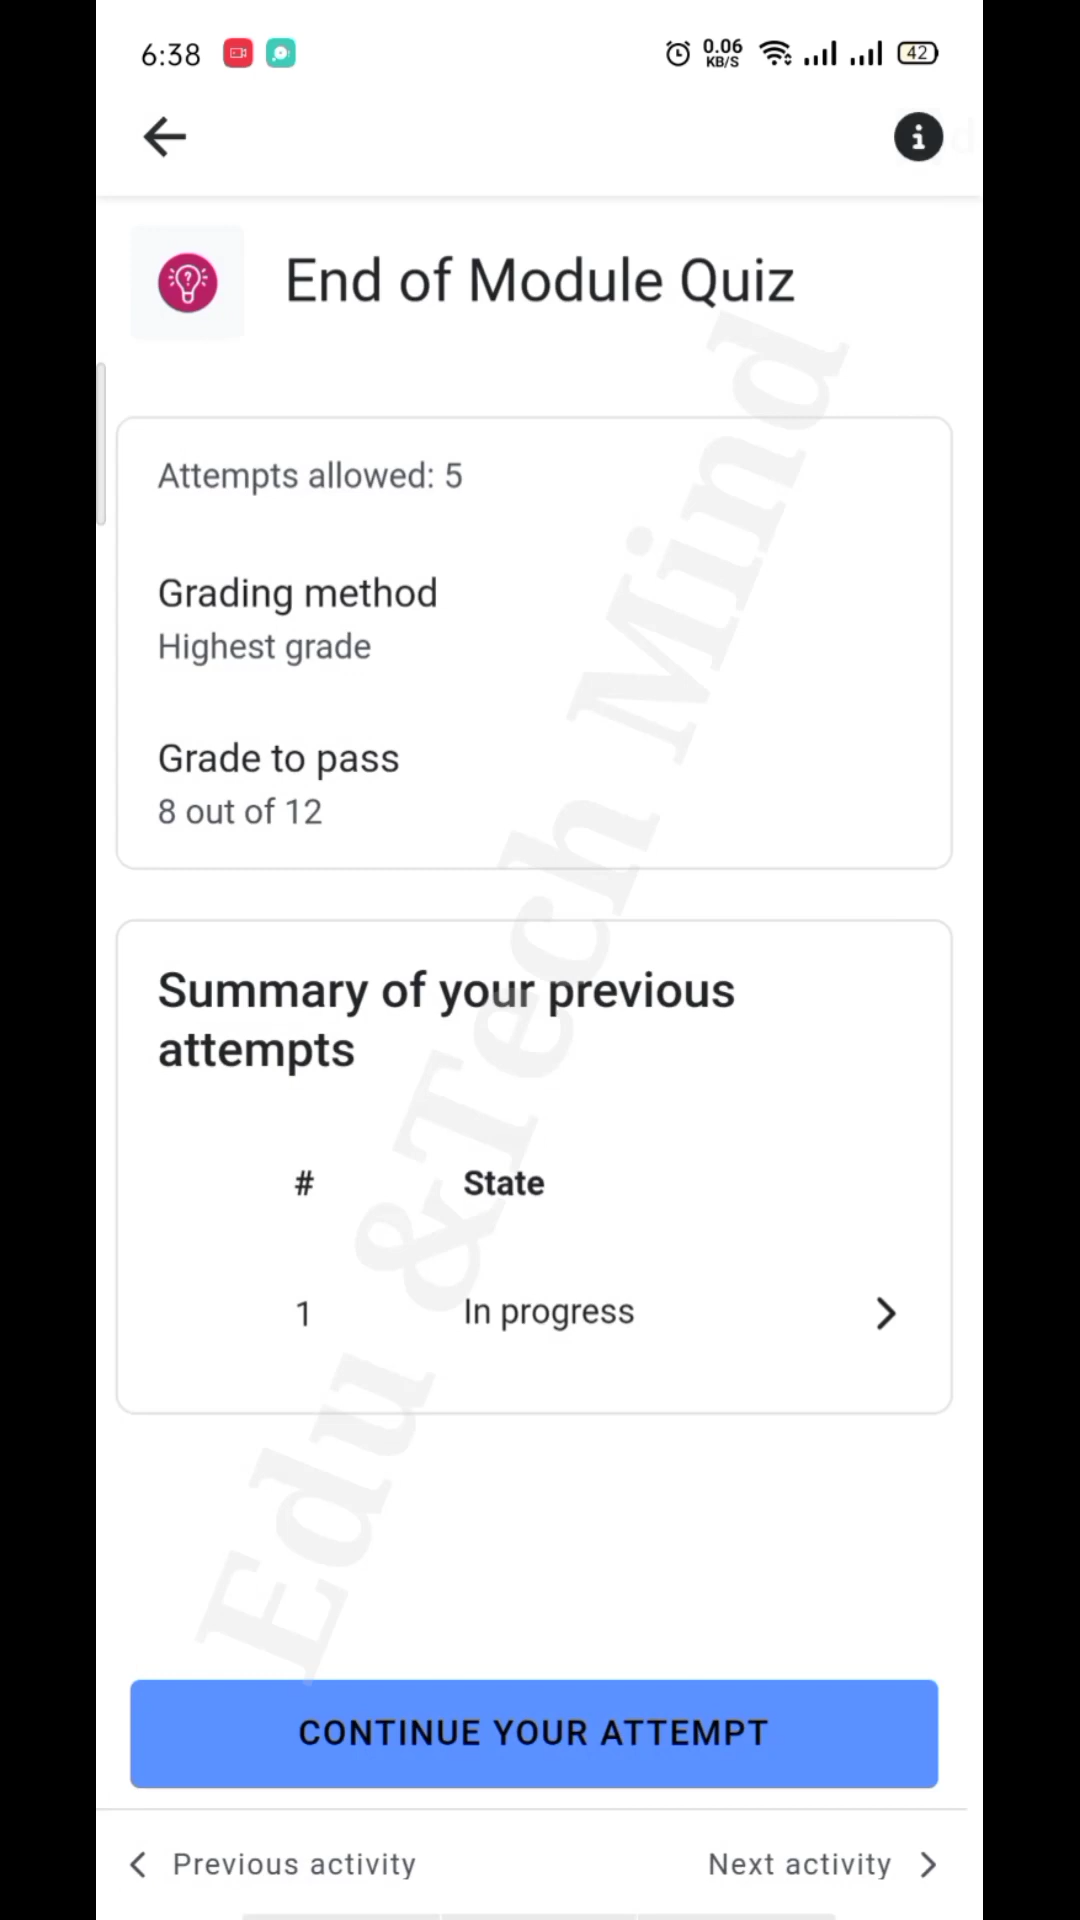 6:38
0.06
KB/S
42
End of Module Quiz
Attempts allowed: 5
Grading method
Highest grade
Grade to pass
8 out of 12
Summary of your previous
attempts
# State
1 In progress
Edu &Tech Mind
CONTINUE YOUR ATTEMPT
Previous activity
Next activity